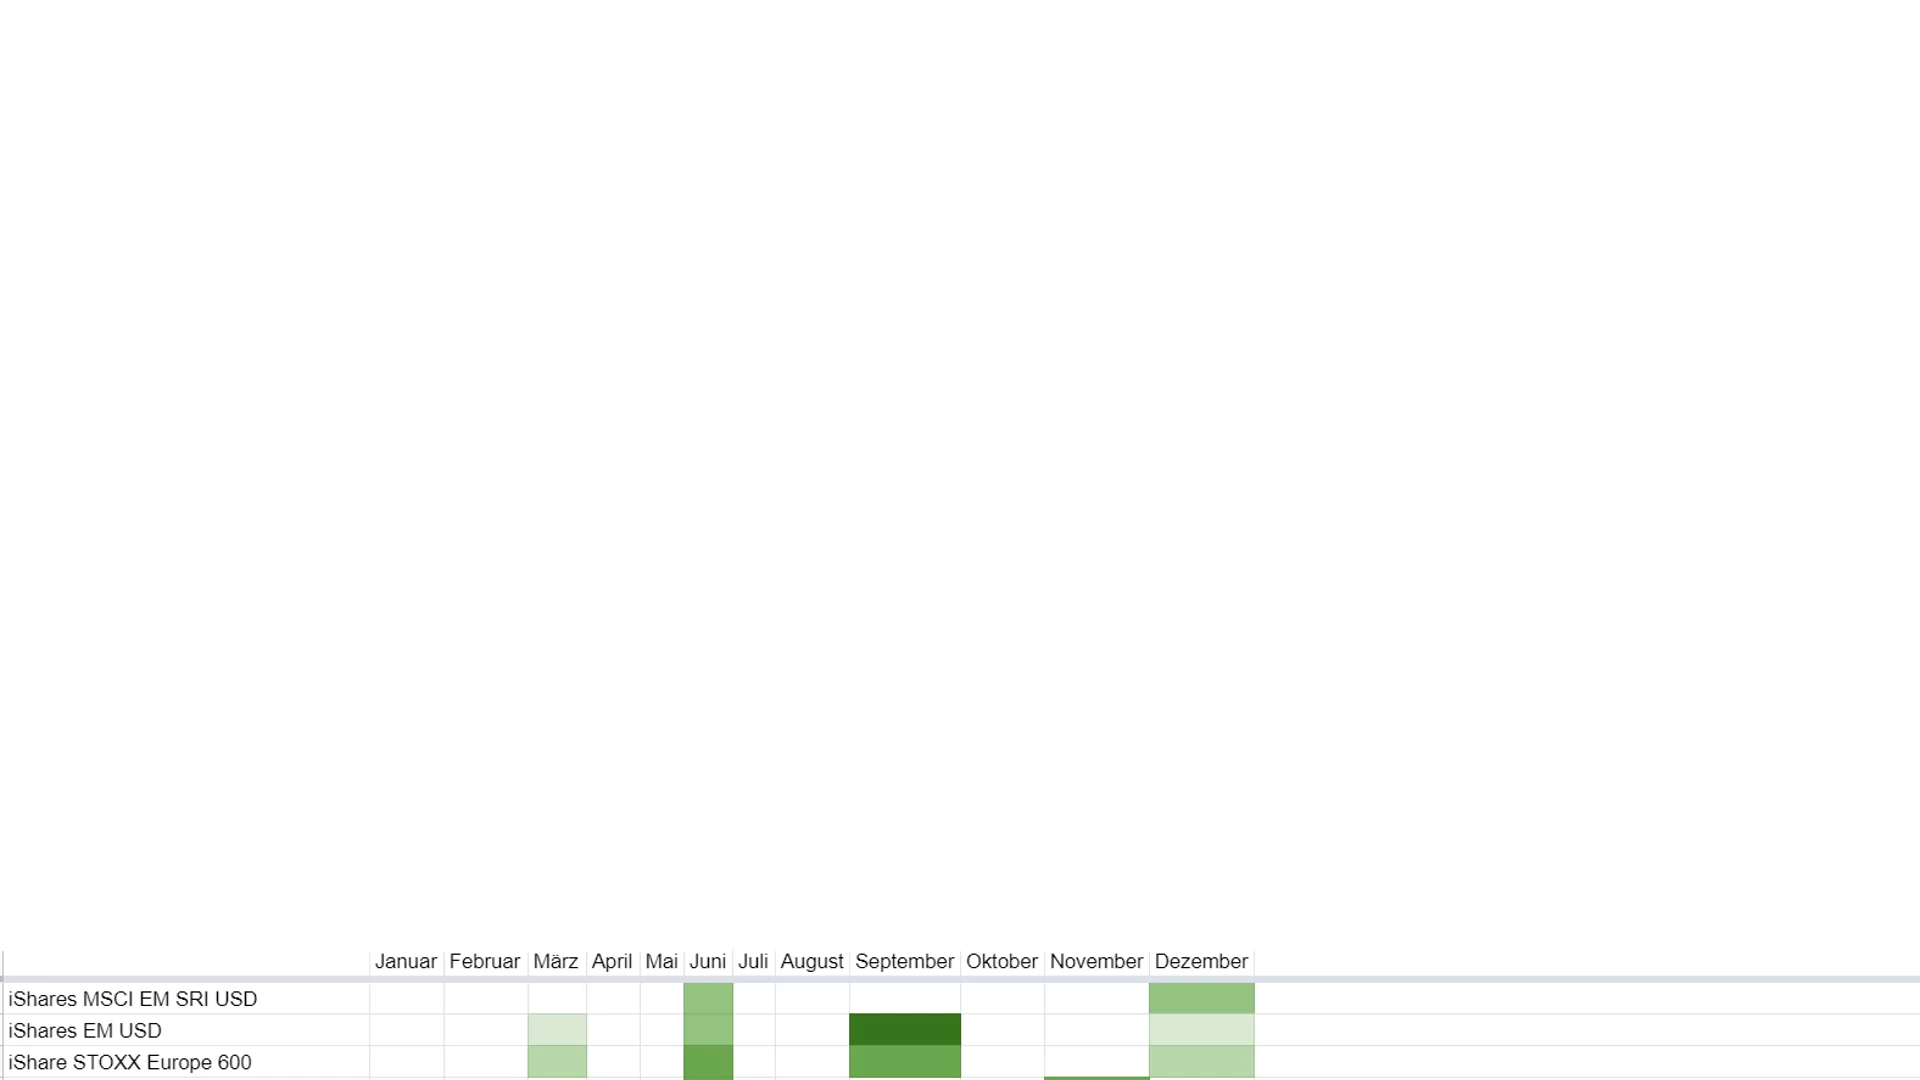 Januar Februar März April Mai Juni Juli August September Oktober November Dezember
iShares MSCI EM SRI USD
iShares EM USD
iShare STOXX Europe 600